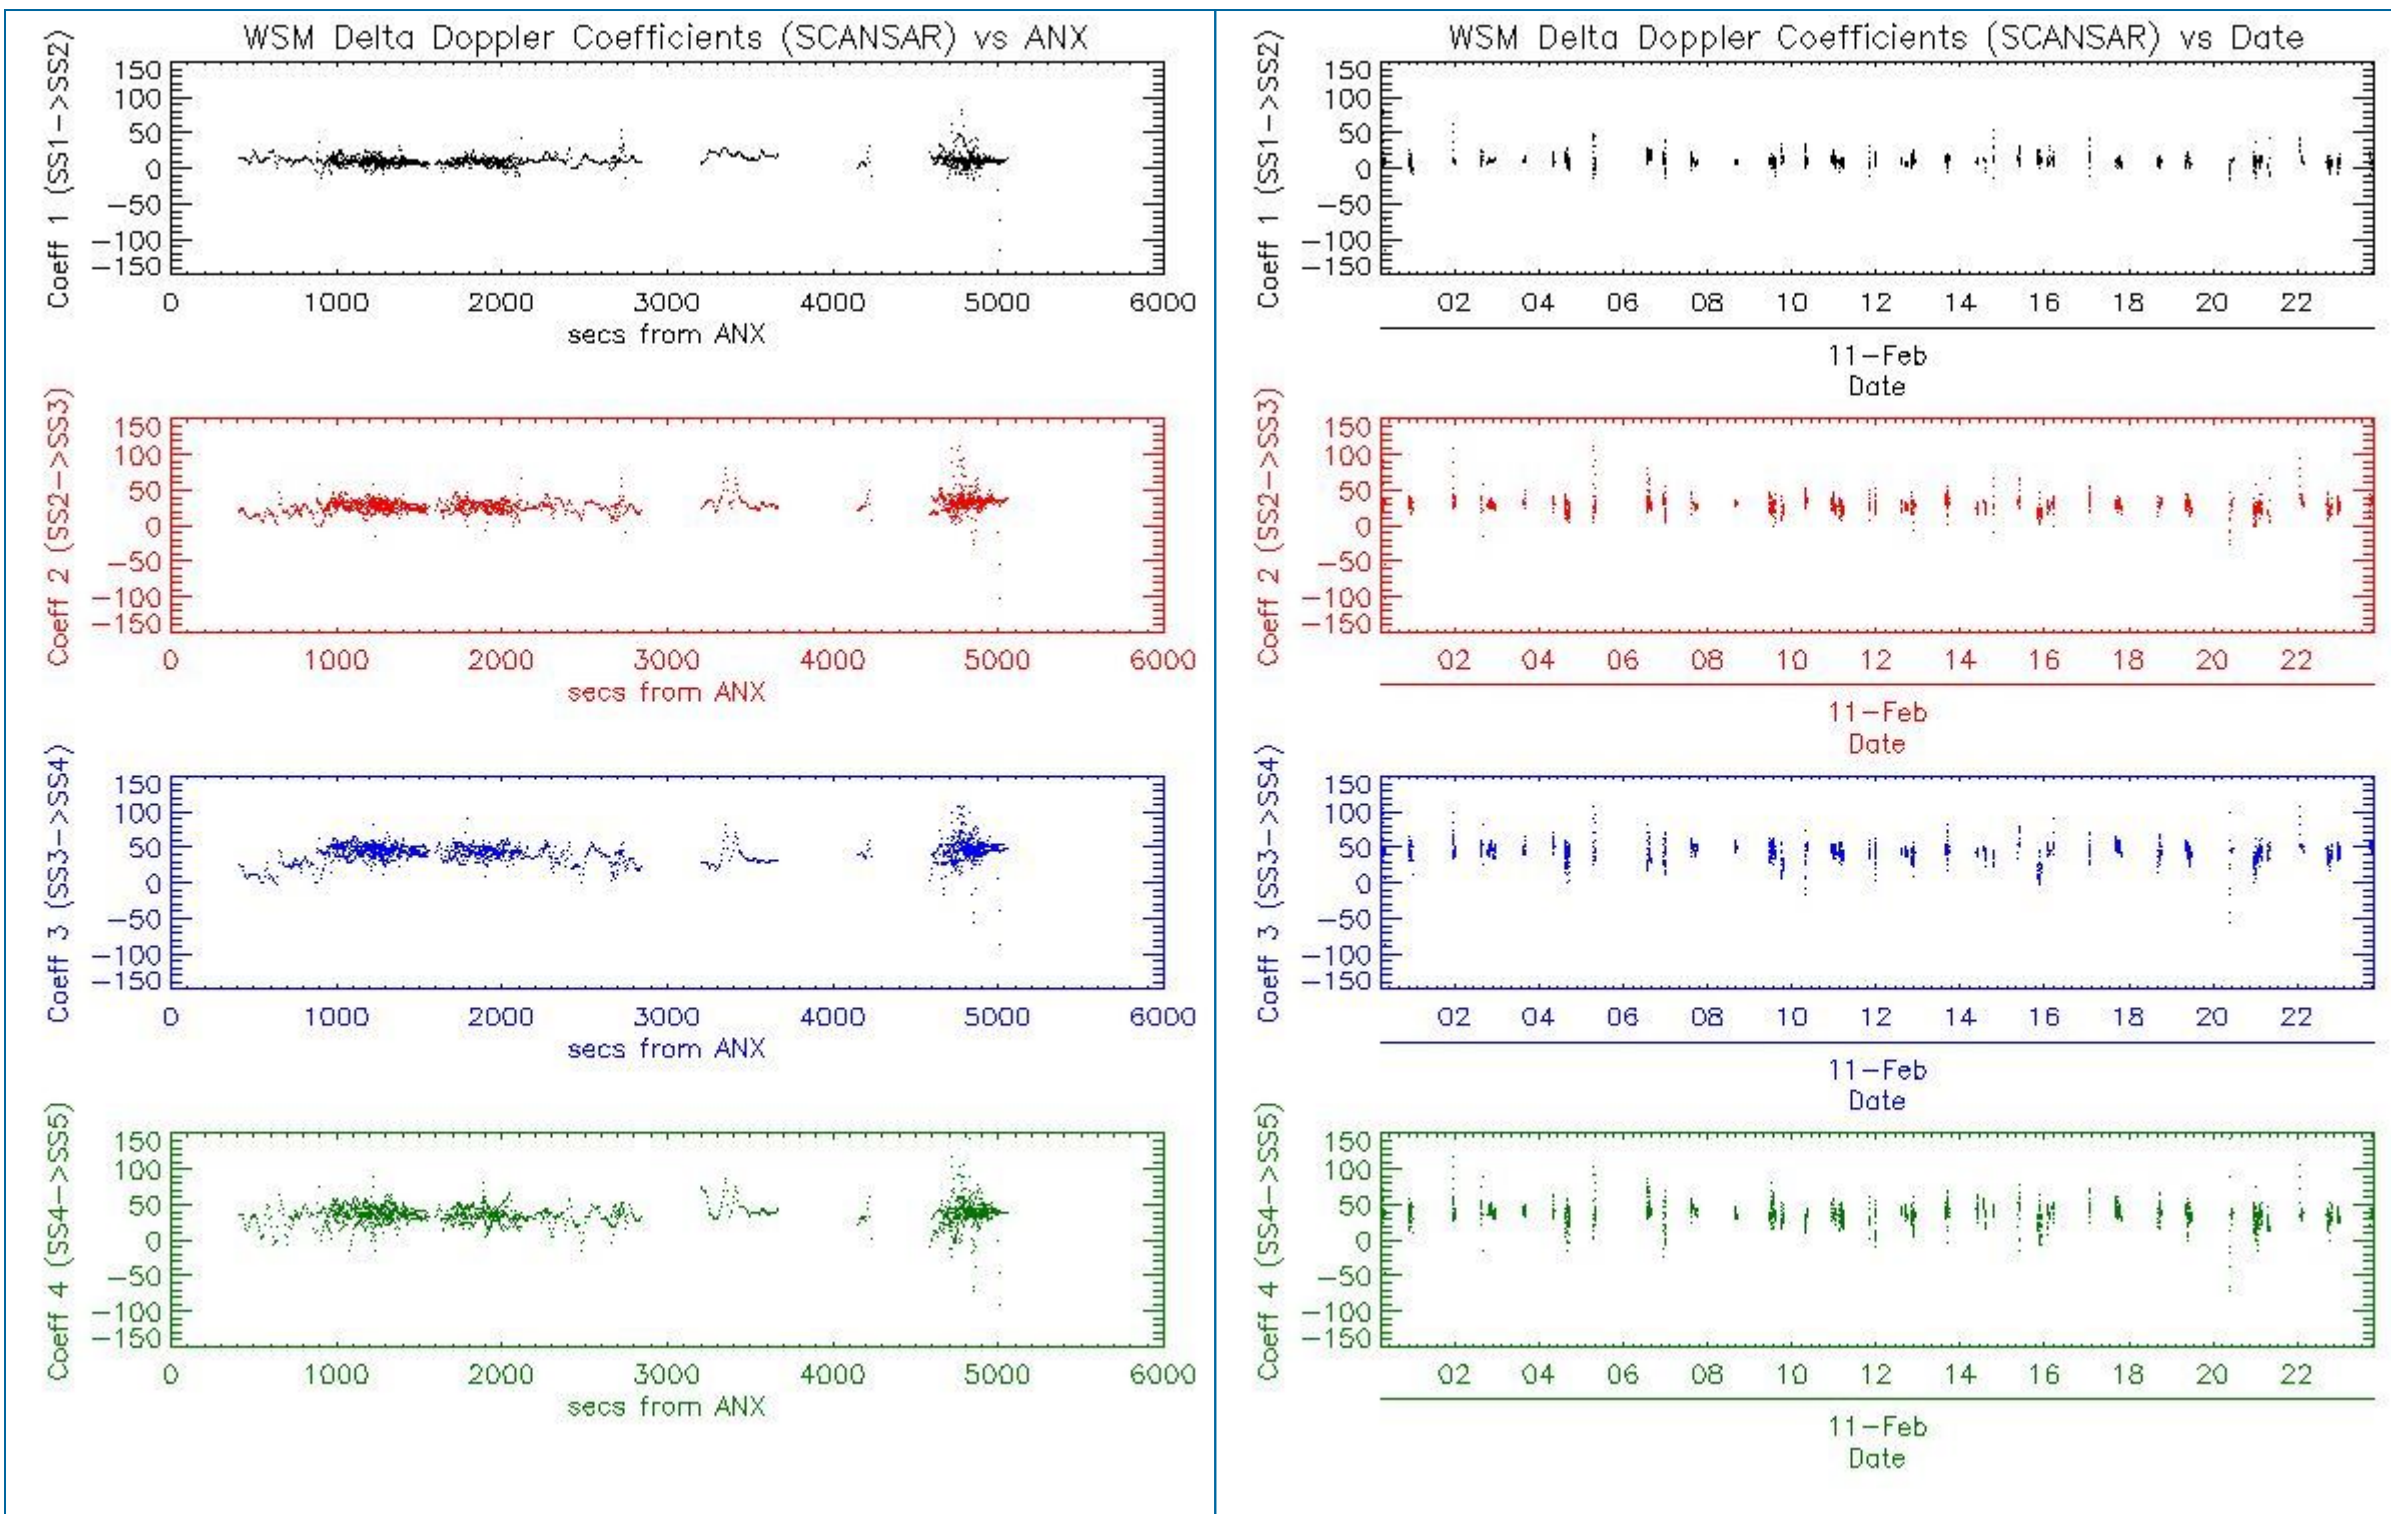 WSM Delta Doppler Coefficients (SCANSAR) vs ANX
Coeff 1 (SS1->SS2)
150
100
50
0
-50
-100
-150
0 1000 2000 3000 4000 5000 6000
secs from ANX
Coeff 2 (SS2->SS3)
150
100
50
0
-50
-100
-150
0 1000 2000 3000 4000 5000 6000
secs from ANX
Coeff 3 (SS3->SS4)
150
100
50
0
-50
-100
-150
0 1000 2000 3000 4000 5000 6000
secs from ANX
Coeff 4 (SS4->SS5)
150
100
50
0
-50
-100
-150
0 1000 2000 3000 4000 5000 6000
secs from ANX
WSM Delta Doppler Coefficients (SCANSAR) vs Date
Coeff 1 (SS1->SS2)
150
100
50
0
-50
-100
-150
02 04 06 08 10 12 14 16 18 20 22
11-Feb
Date
Coeff 2 (SS2->SS3)
150
100
50
0
-50
-100
-150
02 04 06 08 10 12 14 16 18 20 22
11-Feb
Date
Coeff 3 (SS3->SS4)
150
100
50
0
-50
-100
-150
02 04 06 08 10 12 14 16 18 20 22
11-Feb
Date
Coeff 4 (SS4->SS5)
150
100
50
0
-50
-100
-150
02 04 06 08 10 12 14 16 18 20 22
11-Feb
Date